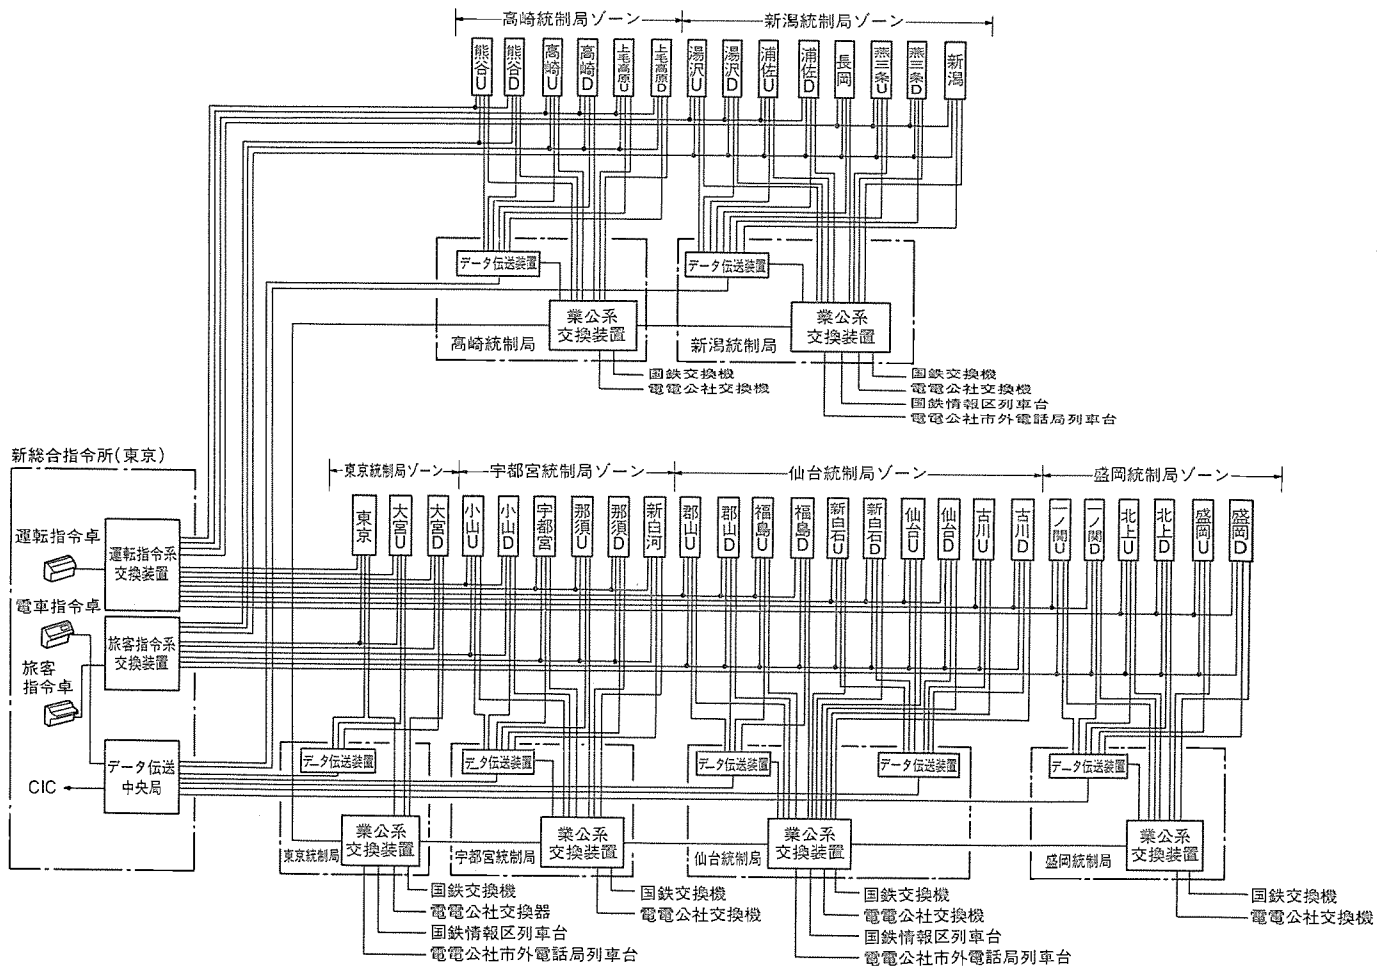 高崎統制局ゾーン
新潟統制局ゾーン
熊谷U
熊谷D
高崎U
高崎D
上毛高原U
上毛高原D
湯沢U
湯沢D
浦佐U
浦佐D
長岡
燕三条U
燕三条D
新潟
データ伝送装置
業公系
交換装置
高崎統制局
国鉄交換機
電電公社交換機
データ伝送装置
業公系
交換装置
新潟統制局
国鉄交換機
電電公社交換機
国鉄情報区列車台
電電公社市外電話局列車台
新総合指令所(東京)
運転指令卓
運転指令系
交換装置
電車指令卓
旅客指令系
交換装置
旅客
指令卓
データ伝送
中央局
CIC
東京統制局ゾーン
宇都宮統制局ゾーン
仙台統制局ゾーン
盛岡統制局ゾーン
東京
大宮U
大宮D
小山U
小山D
宇都宮
那須U
那須D
新白河
郡山U
郡山D
福島U
福島D
新白石U
新白石D
仙台U
仙台D
古川U
古川D
一ノ関U
一ノ関D
北上U
北上D
盛岡U
盛岡D
データ伝送装置
業公系
交換装置
東京統制局
国鉄交換機
電電公社交換器
国鉄情報区列車台
電電公社市外電話局列車台
データ伝送装置
業公系
交換装置
宇都宮統制局
国鉄交換機
電電公社交換機
データ伝送装置
データ伝送装置
業公系
交換装置
仙台統制局
国鉄交換機
電電公社交換機
国鉄情報区列車台
電電公社市外電話局列車台
データ伝送装置
業公系
交換装置
盛岡統制局
国鉄交換機
電電公社交換機